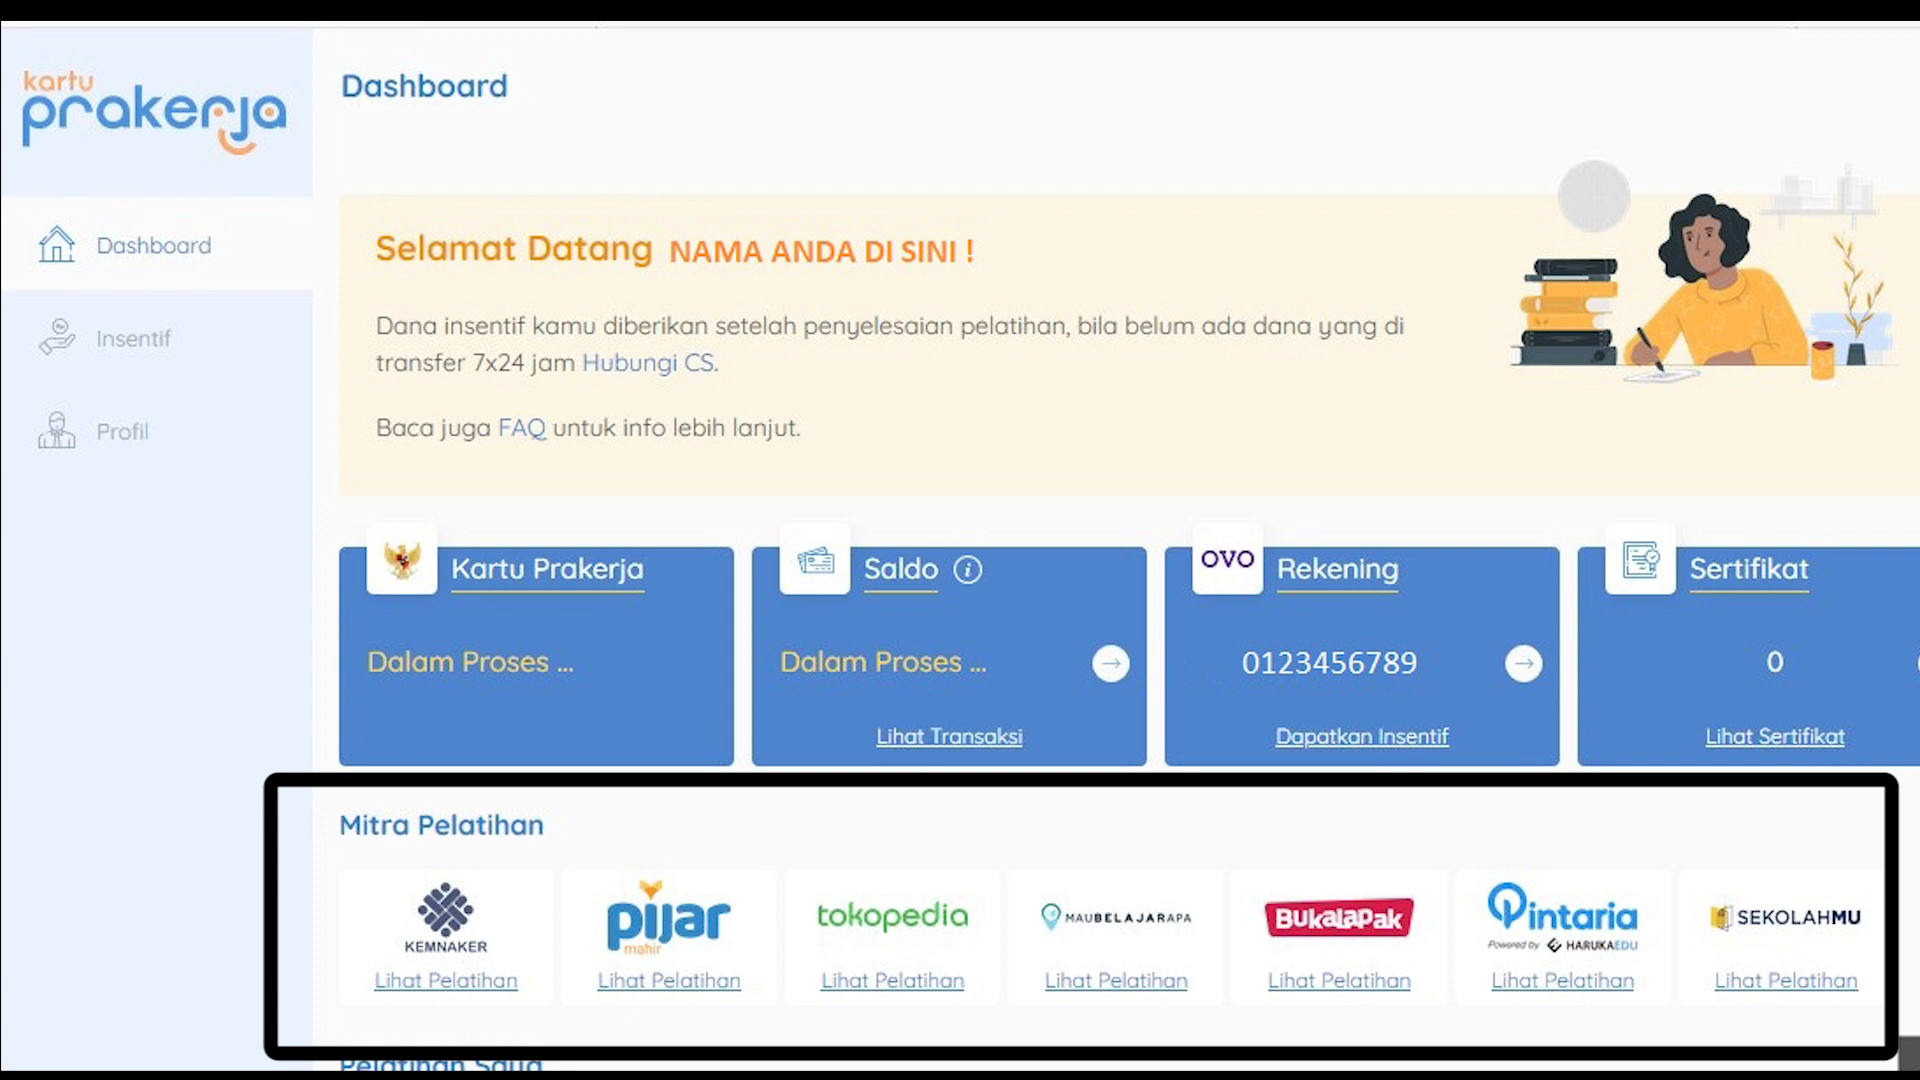 kartu
prakerja
Dashboard
Dashboard
Insentif
Profil
Selamat Datang NAMA ANDA DI SINI !
Dana insentif kamu diberikan setelah penyelesaian pelatihan, bila belum ada dana yang di
transfer 7x24 jam Hubungi CS.
Baca juga FAQ untuk info lebih lanjut.
Kartu Prakerja
Dalam Proses ...
Saldo i
Dalam Proses ...
Lihat Transaksi
OVO Rekening
0123456789
Dapatkan Insentif
Sertifikat
0
Lihat Sertifikat
Mitra Pelatihan
KEMNAKER
Lihat Pelatihan
pijar
mahir
Lihat Pelatihan
tokopedia
Lihat Pelatihan
MAUBELAJARAPA
Lihat Pelatihan
BukaLaPak
Lihat Pelatihan
Pintaria
Powered by HARUKAEDU
Lihat Pelatihan
SEKOLAHMU
Lihat Pelatihan
Pelatihan Saya